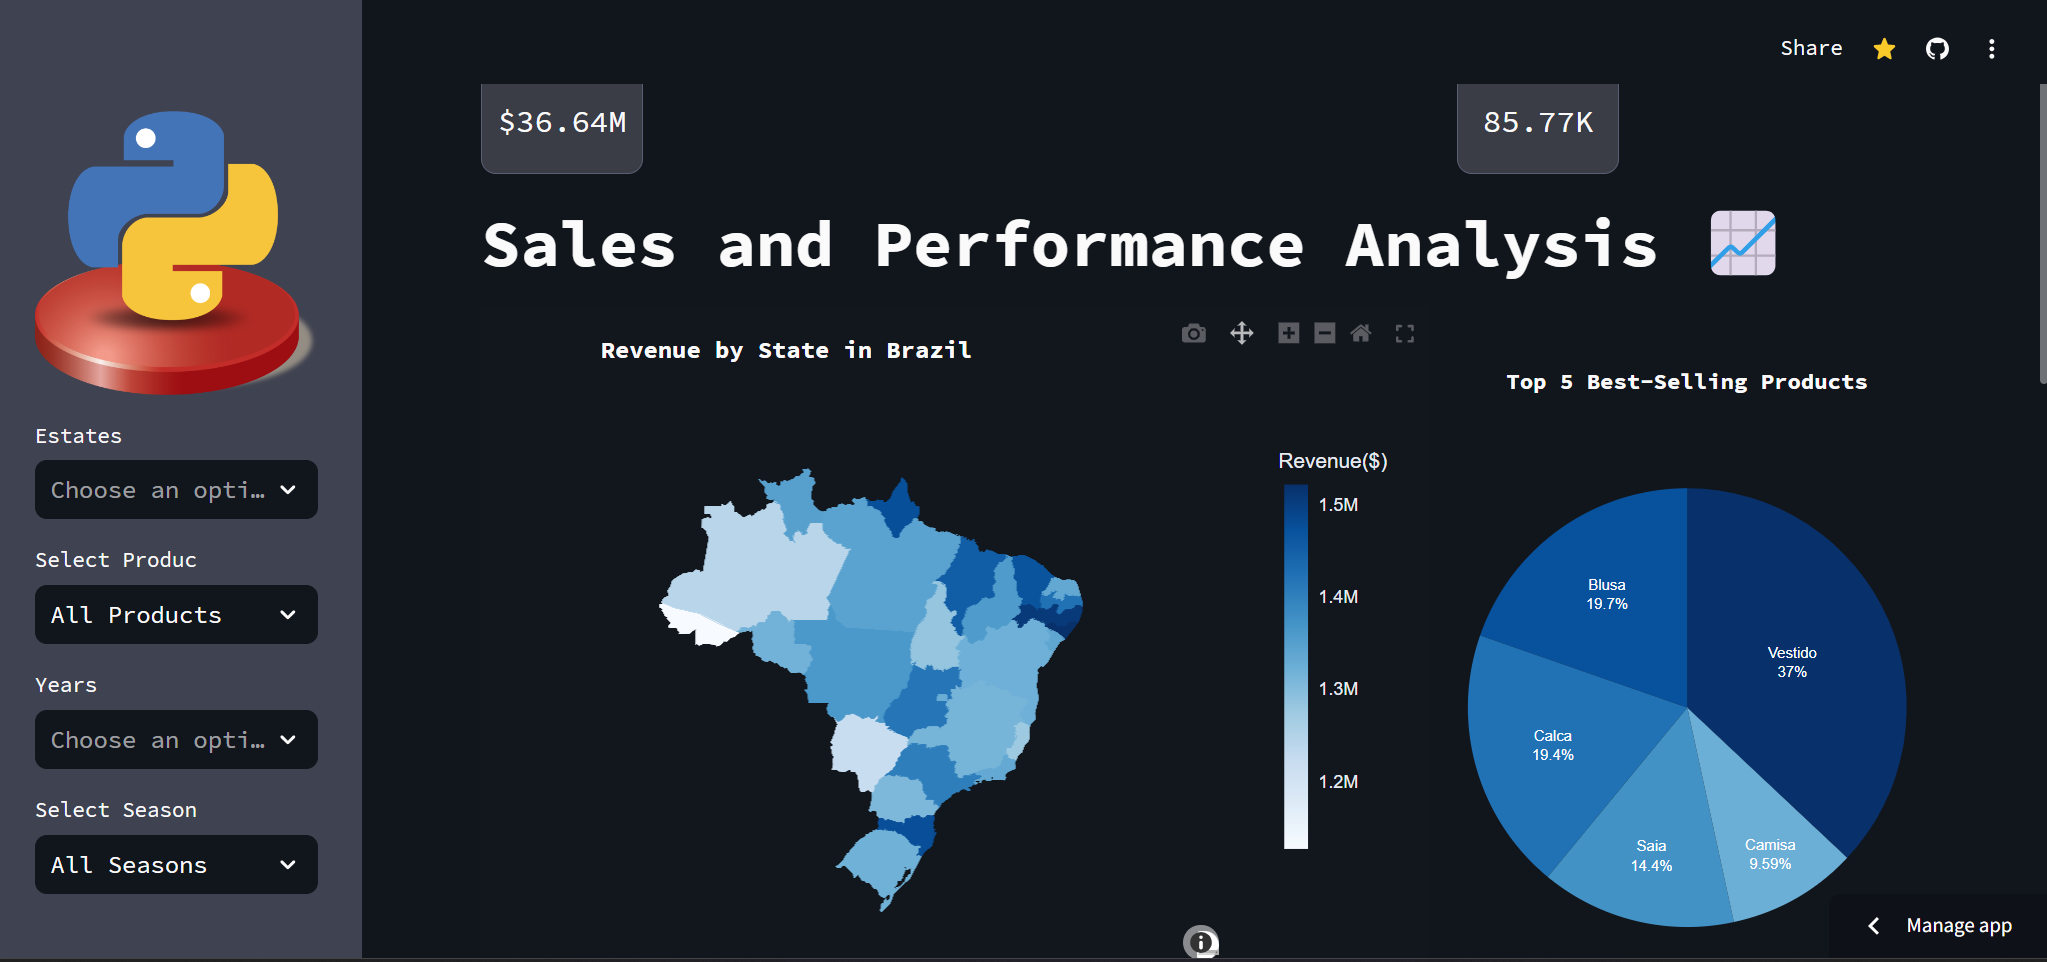 Share
$36.64M
85.77K
Sales and Performance Analysis
Estates
Choose an opti…
Select Produc
All Products
Years
Choose an opti…
Select Season
All Seasons
Revenue by State in Brazil
Revenue($)
1.5M
1.4M
1.3M
1.2M
Top 5 Best-Selling Products
Blusa
19.7%
Vestido
37%
Calca
19.4%
Saia
14.4%
Camisa
9.59%
Manage app